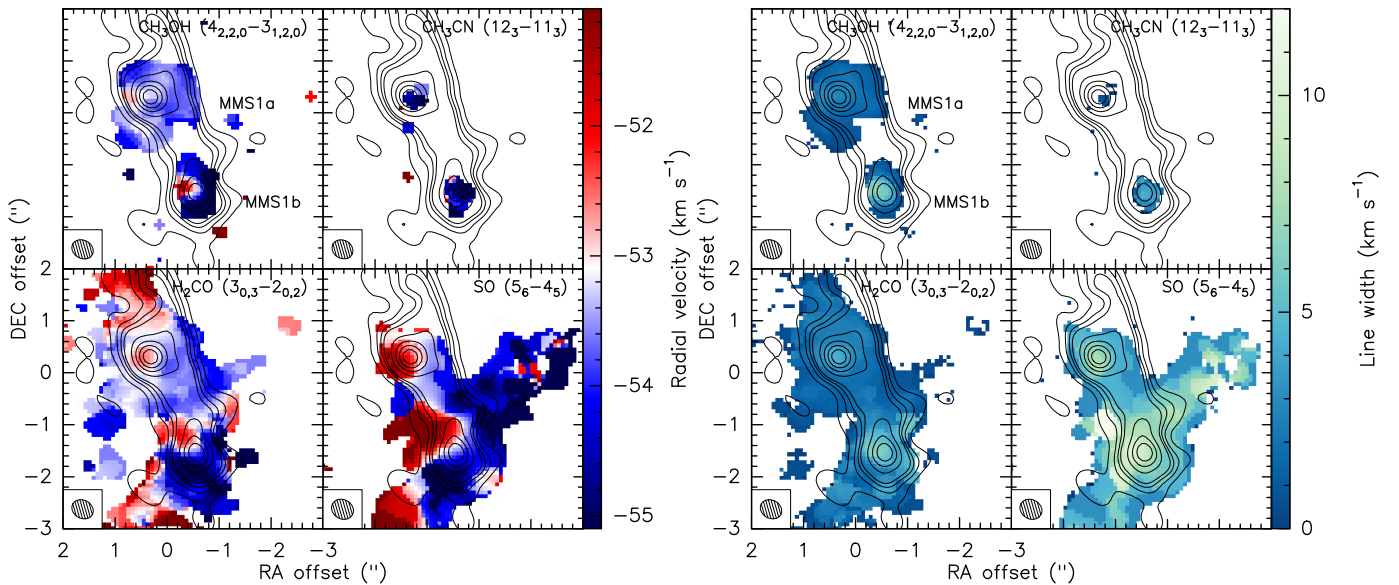 CH₃OH (4₂,₂,₀−3₁,₂,₀)
CH₃CN (12₃−11₃)
MMS1a
MMS1b
H₂CO (3₀,₃−2₀,₂)
SO (5₆−4₅)
DEC offset (")
2
1
0
−1
−2
−3
2 1 0 −1 −2 −3
RA offset (")
−52
−53
−54
−55
Radial velocity (km s⁻¹)
CH₃OH (4₂,₂,₀−3₁,₂,₀)
CH₃CN (12₃−11₃)
MMS1a
MMS1b
H₂CO (3₀,₃−2₀,₂)
SO (5₆−4₅)
DEC offset (")
2
1
0
−1
−2
−3
2 1 0 −1 −2 −3
RA offset (")
10
5
0
Line width (km s⁻¹)